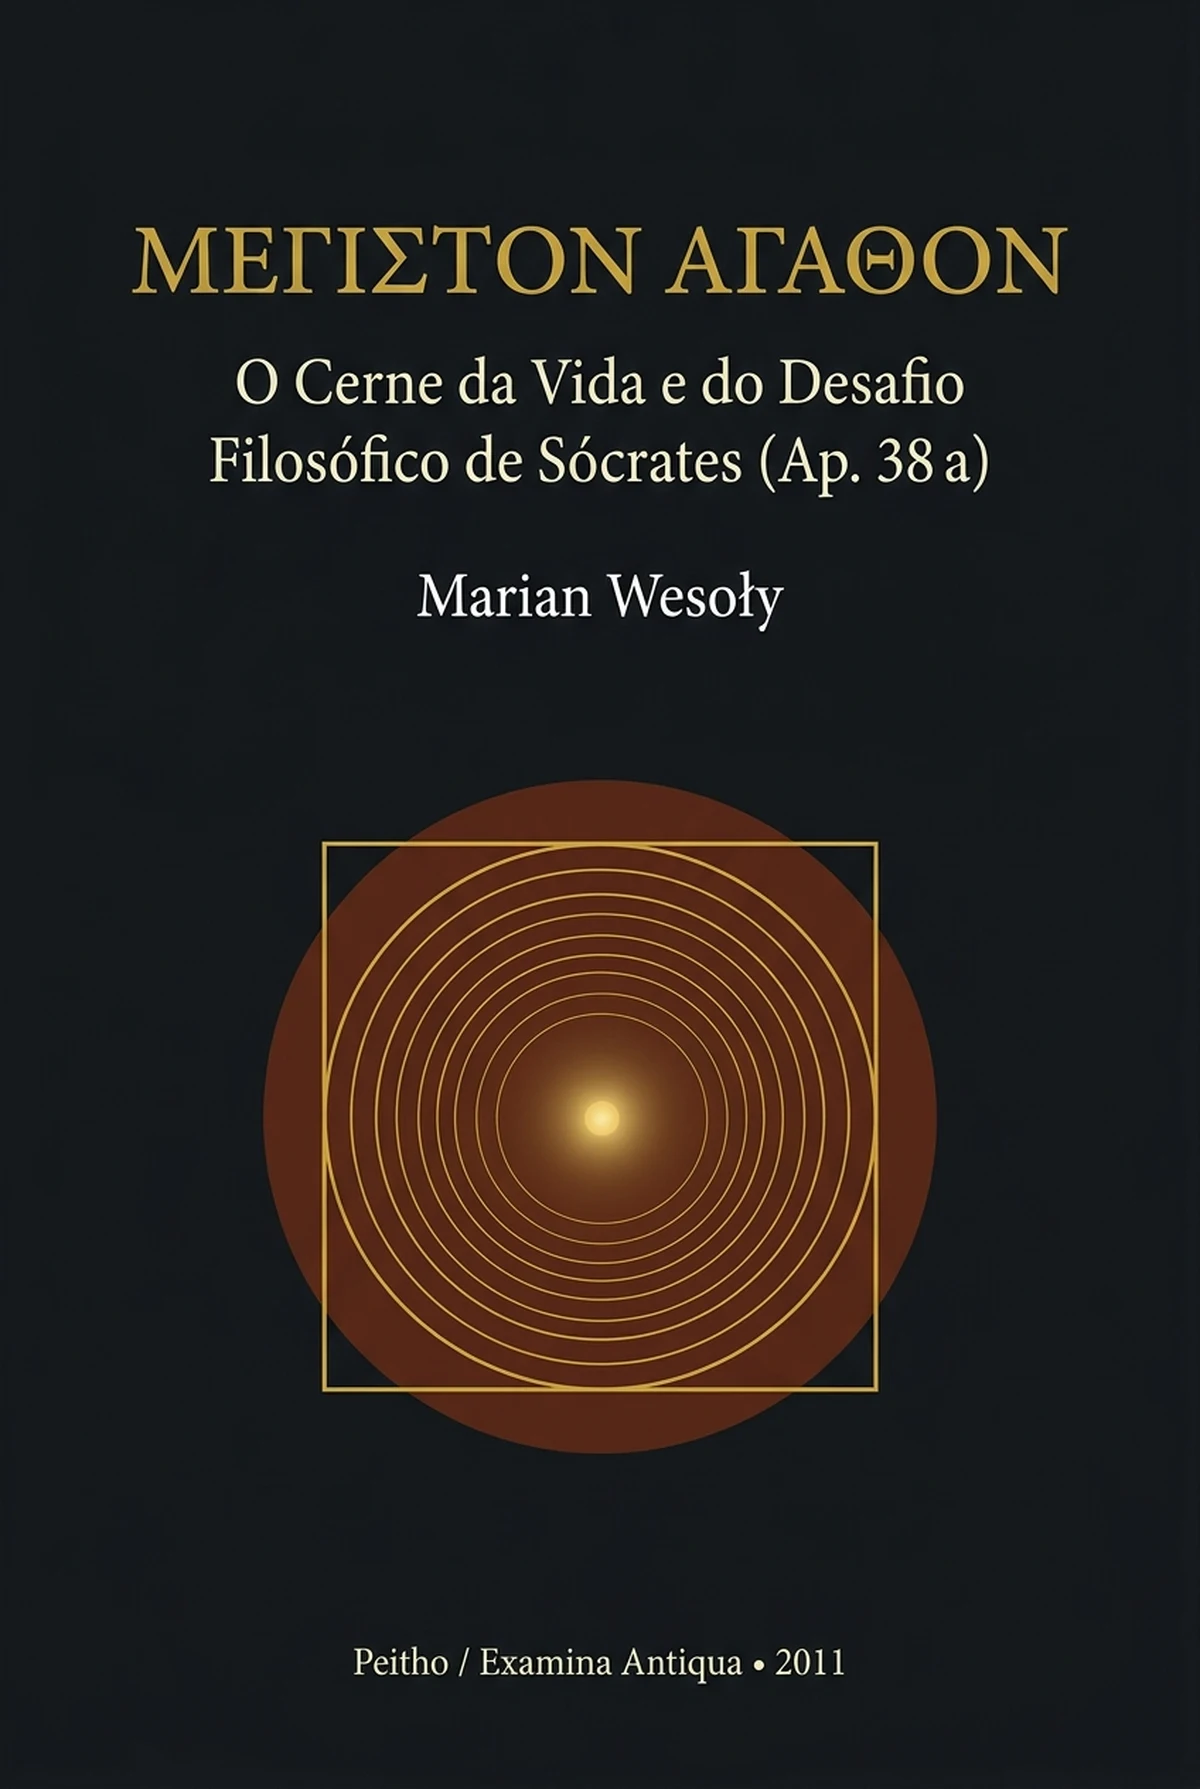 ΜΕΓΙΣΤΟΝ ΑΓΑΘΟΝ
O Cerne da Vida e do Desafio
Filosófico de Sócrates (Ap. 38 a)
Marian Wesoły
Peitho / Examina Antiqua • 2011